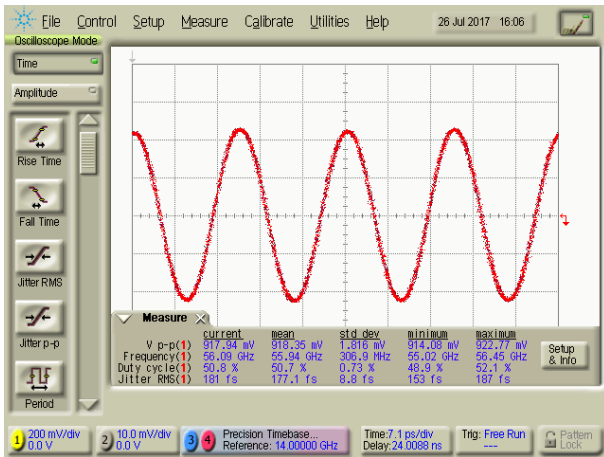 File Control Setup Measure Calibrate Utilities Help 26 Jul 2017 16:06
Oscilloscope Mode
Time
Amplitude
Rise Time
Fall Time
Jitter RMS
Jitter p-p
Period
Measure
current mean std dev minimum maximum
V p-p(1) 917.94 mV 918.35 mV 1.816 mV 914.08 mV 922.77 mV
Frequency(1) 56.09 GHz 55.94 GHz 306.9 MHz 55.02 GHz 56.45 GHz
Duty cycle(1) 50.8 % 50.7 % 0.73 % 48.9 % 52.1 %
Jitter RMS(1) 181 fs 177.1 fs 8.8 fs 153 fs 187 fs
Setup
& Info
1 200 mV/div
0.0 V
2 10.0 mV/div
0.0 V
3 4 Precision Timebase...
Reference: 14.00000 GHz
Time:7.1 ps/div
Delay:24.0088 ns
Trig: Free Run
---
Pattern
Lock